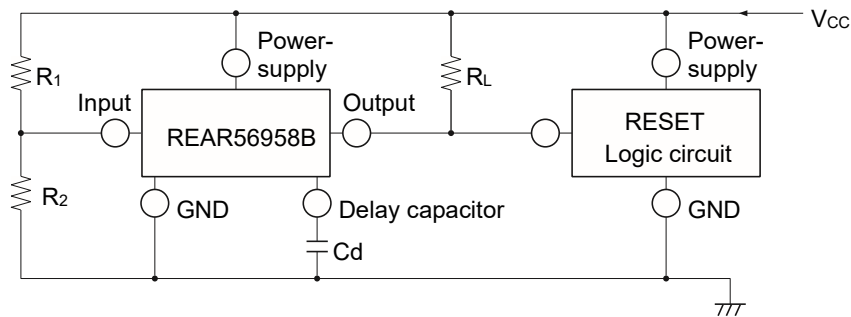 VCC
Power-
supply
Power-
supply
R1
RL
Input
Output
REAR56958B
RESET
Logic circuit
R2
GND
Delay capacitor
GND
Cd